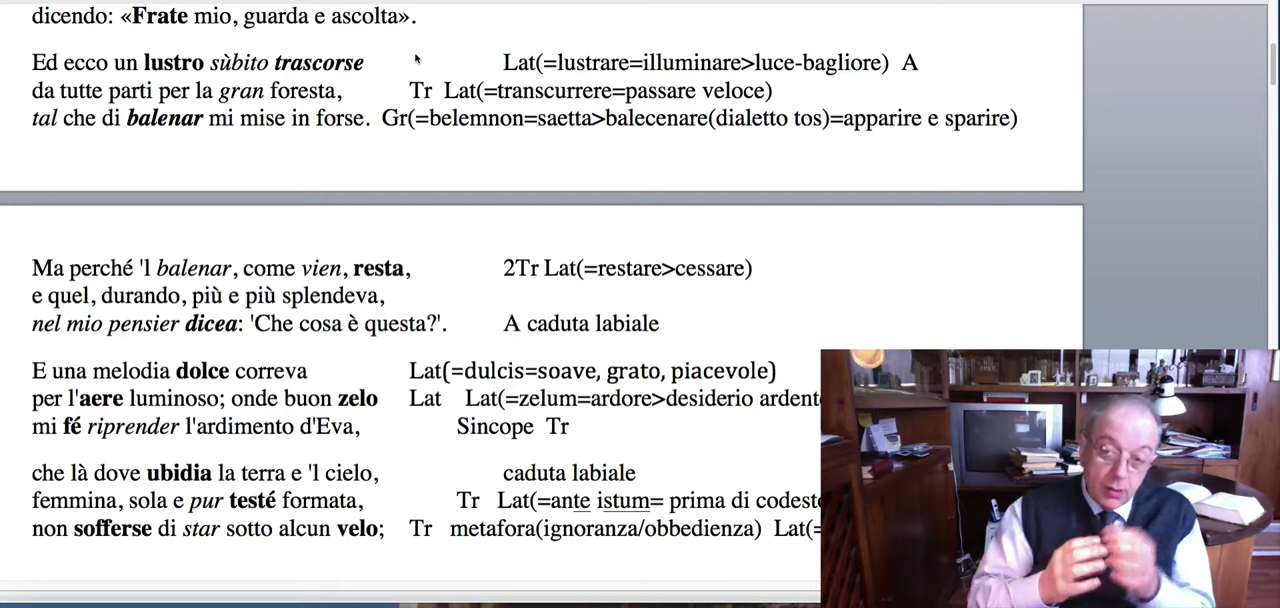 dicendo: «Frate mio, guarda e ascolta».
Ed ecco un lustro sùbito trascorse Lat(=lustrare=illuminare>luce-bagliore) A
da tutte parti per la gran foresta, Tr Lat(=transcurrere=passare veloce)
tal che di balenar mi mise in forse. Gr(=belemnon=saetta>balecenare(dialetto tos)=apparire e sparire)
Ma perché 'l balenar, come vien, resta, 2Tr Lat(=restare>cessare)
e quel, durando, più e più splendeva,
nel mio pensier dicea: 'Che cosa è questa?'. A caduta labiale
E una melodia dolce correva Lat(=dulcis=soave, grato, piacevole)
per l'aere luminoso; onde buon zelo Lat Lat(=zelum=ardore>desiderio ardent
mi fé riprender l'ardimento d'Eva, Sincope Tr
che là dove ubidia la terra e 'l cielo, caduta labiale
femmina, sola e pur testé formata, Tr Lat(=ante istum= prima di codest
non sofferse di star sotto alcun velo; Tr metafora(ignoranza/obbedienza) Lat(=